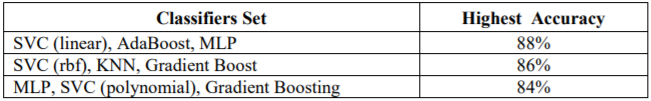 Classifiers Set Highest Accuracy
SVC (linear), AdaBoost, MLP 88%
SVC (rbf), KNN, Gradient Boost 86%
MLP, SVC (polynomial), Gradient Boosting 84%